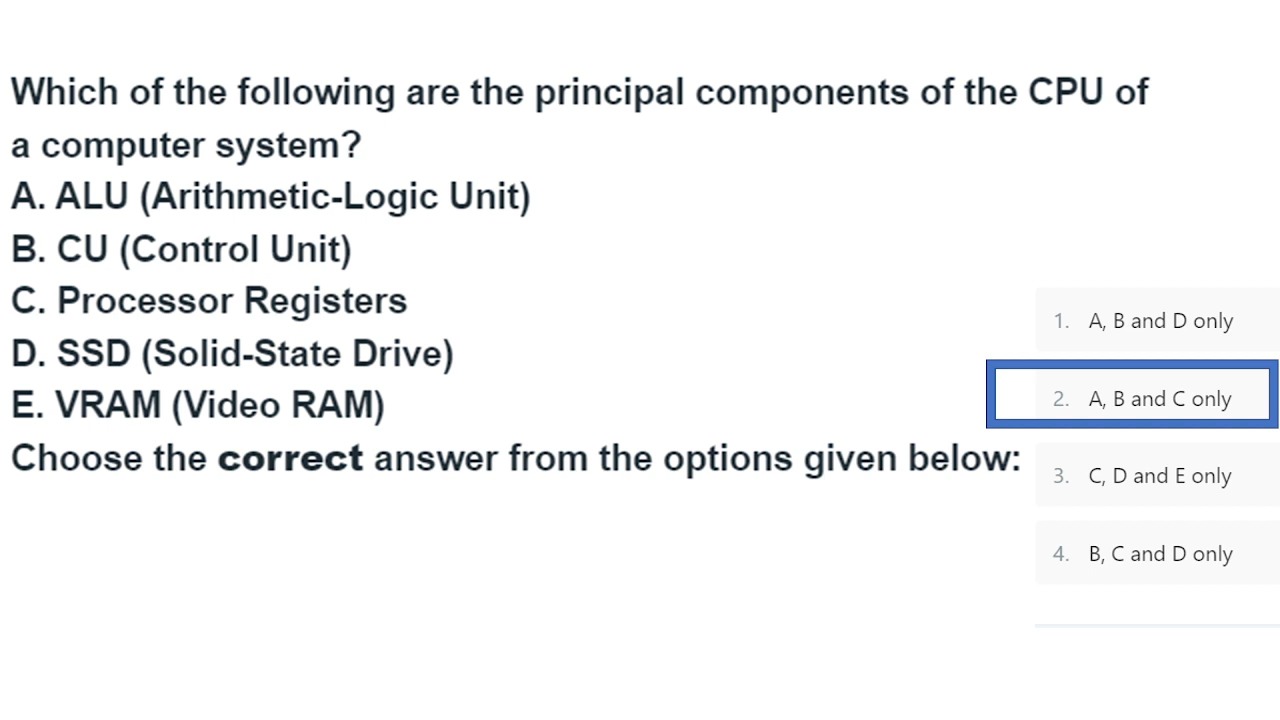 Which of the following are the principal components of the CPU of
a computer system?
A. ALU (Arithmetic-Logic Unit)
B. CU (Control Unit)
C. Processor Registers
D. SSD (Solid-State Drive)
E. VRAM (Video RAM)
Choose the correct answer from the options given below:
1. A, B and D only
2. A, B and C only
3. C, D and E only
4. B, C and D only